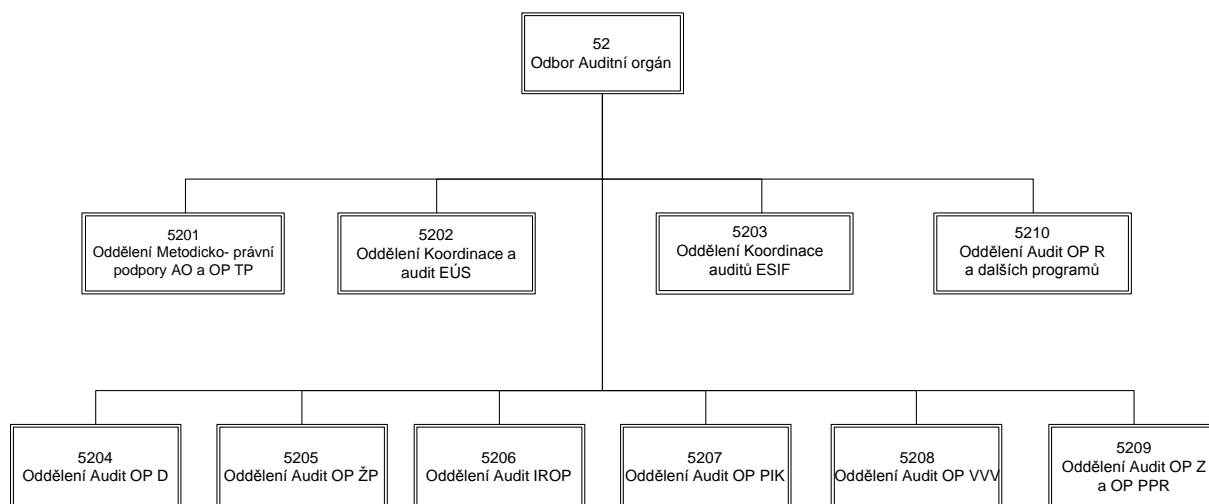 52
Odbor Auditní orgán
5201
Oddělení Metodicko- právní
podpory AO a OP TP
5202
Oddělení Koordinace a
audit EÚS
5203
Oddělení Koordinace
auditů ESIF
5210
Oddělení Audit OP R
a dalších programů
5204
Oddělení Audit OP D
5205
Oddělení Audit OP ŽP
5206
Oddělení Audit IROP
5207
Oddělení Audit OP PIK
5208
Oddělení Audit OP VVV
5209
Oddělení Audit OP Z
a OP PPR